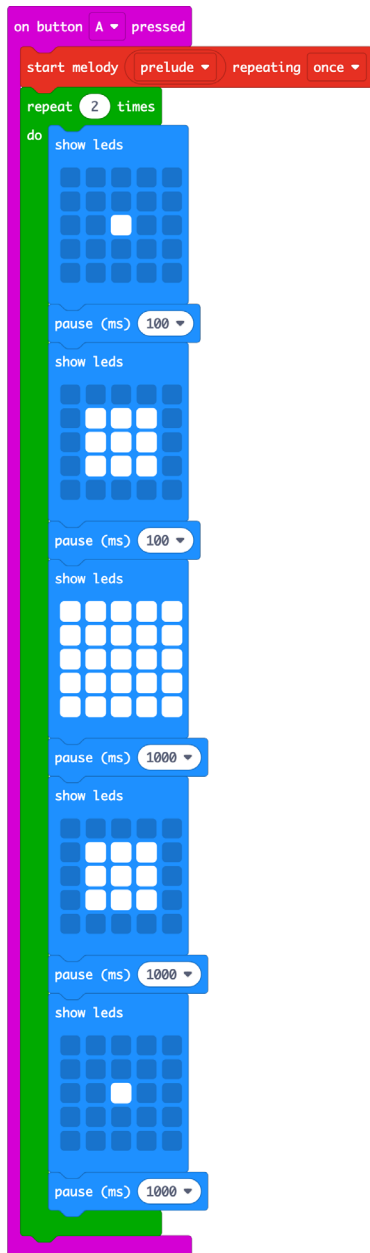 on button A pressed
start melody prelude repeating once
repeat 2 times
do
show leds
pause (ms) 100
show leds
pause (ms) 100
show leds
pause (ms) 1000
show leds
pause (ms) 1000
show leds
pause (ms) 1000